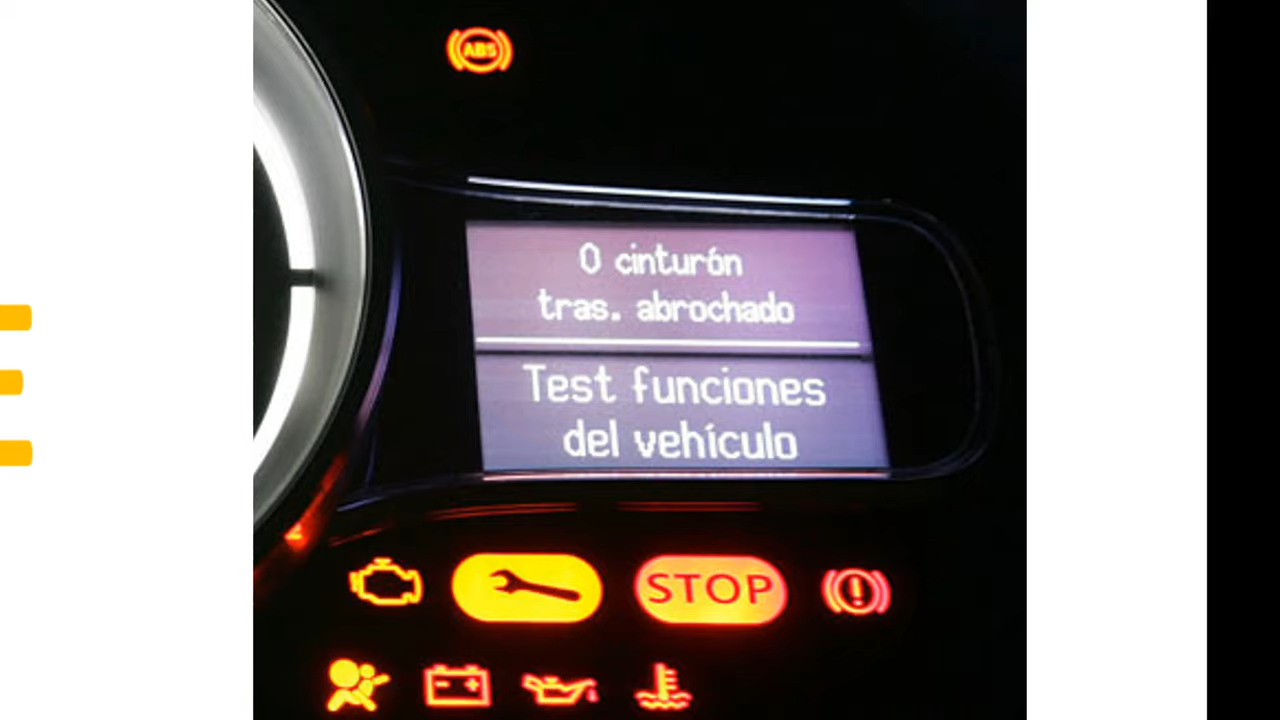 ABS
0 cinturón
tras. abrochado
Test funciones
del vehículo
STOP